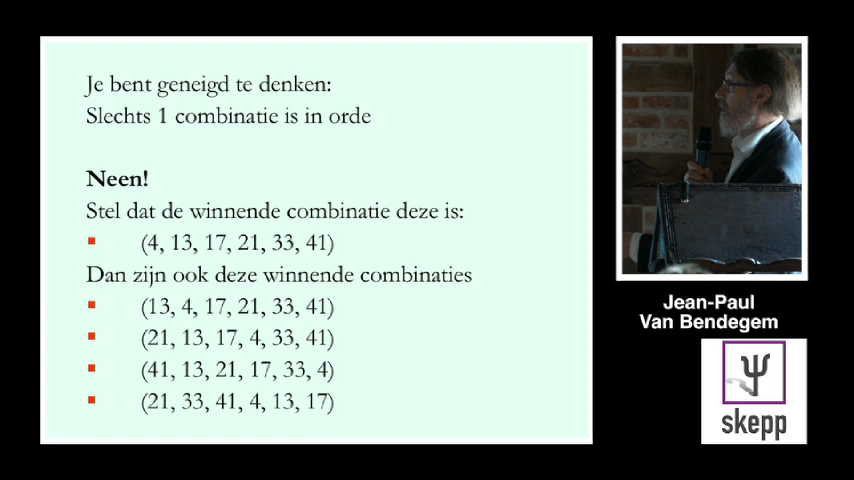 Je bent geneigd te denken:
Slechts 1 combinatie is in orde
Neen!
Stel dat de winnende combinatie deze is:
(4, 13, 17, 21, 33, 41)
Dan zijn ook deze winnende combinaties
(13, 4, 17, 21, 33, 41)
(21, 13, 17, 4, 33, 41)
(41, 13, 21, 17, 33, 4)
(21, 33, 41, 4, 13, 17)
Jean-Paul
Van Bendegem
Ψ
skepp